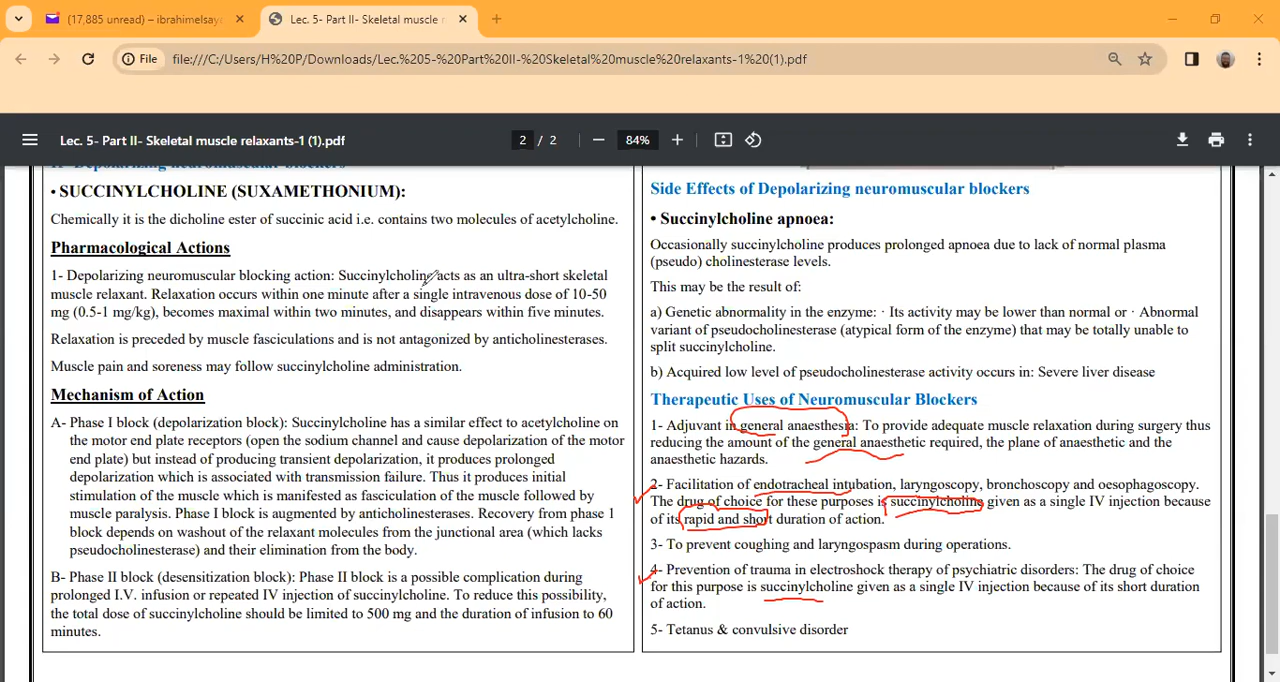 (17,885 unread) – ibrahimelsay
Lec. 5- Part II- Skeletal muscle r
File
file:///C:/Users/H%20P/Downloads/Lec.%205-%20Part%20II-%20Skeletal%20muscle%20relaxants-1%20(1).pdf
Lec. 5- Part II- Skeletal muscle relaxants-1 (1).pdf
2 / 2
84%
Depolarizing neuromuscular blockers
• SUCCINYLCHOLINE (SUXAMETHONIUM):
Chemically it is the dicholine ester of succinic acid i.e. contains two molecules of acetylcholine.
Pharmacological Actions
1- Depolarizing neuromuscular blocking action: Succinylcholine acts as an ultra-short skeletal
muscle relaxant. Relaxation occurs within one minute after a single intravenous dose of 10-50
mg (0.5-1 mg/kg), becomes maximal within two minutes, and disappears within five minutes.
Relaxation is preceded by muscle fasciculations and is not antagonized by anticholinesterases.
Muscle pain and soreness may follow succinylcholine administration.
Mechanism of Action
A- Phase I block (depolarization block): Succinylcholine has a similar effect to acetylcholine on
the motor end plate receptors (open the sodium channel and cause depolarization of the motor
end plate) but instead of producing transient depolarization, it produces prolonged
depolarization which is associated with transmission failure. Thus it produces initial
stimulation of the muscle which is manifested as fasciculation of the muscle followed by
muscle paralysis. Phase I block is augmented by anticholinesterases. Recovery from phase 1
block depends on washout of the relaxant molecules from the junctional area (which lacks
pseudocholinesterase) and their elimination from the body.
B- Phase II block (desensitization block): Phase II block is a possible complication during
prolonged I.V. infusion or repeated IV injection of succinylcholine. To reduce this possibility,
the total dose of succinylcholine should be limited to 500 mg and the duration of infusion to 60
minutes.
Side Effects of Depolarizing neuromuscular blockers
• Succinylcholine apnoea:
Occasionally succinylcholine produces prolonged apnoea due to lack of normal plasma
(pseudo) cholinesterase levels.
This may be the result of:
a) Genetic abnormality in the enzyme: · Its activity may be lower than normal or · Abnormal
variant of pseudocholinesterase (atypical form of the enzyme) that may be totally unable to
split succinylcholine.
b) Acquired low level of pseudocholinesterase activity occurs in: Severe liver disease
Therapeutic Uses of Neuromuscular Blockers
1- Adjuvant in general anaesthesia: To provide adequate muscle relaxation during surgery thus
reducing the amount of the general anaesthetic required, the plane of anaesthetic and the
anaesthetic hazards.
2- Facilitation of endotracheal intubation, laryngoscopy, bronchoscopy and oesophagoscopy.
The drug of choice for these purposes is succinylcholine given as a single IV injection because
of its rapid and short duration of action.
3- To prevent coughing and laryngospasm during operations.
4- Prevention of trauma in electroshock therapy of psychiatric disorders: The drug of choice
for this purpose is succinylcholine given as a single IV injection because of its short duration
of action.
5- Tetanus & convulsive disorder